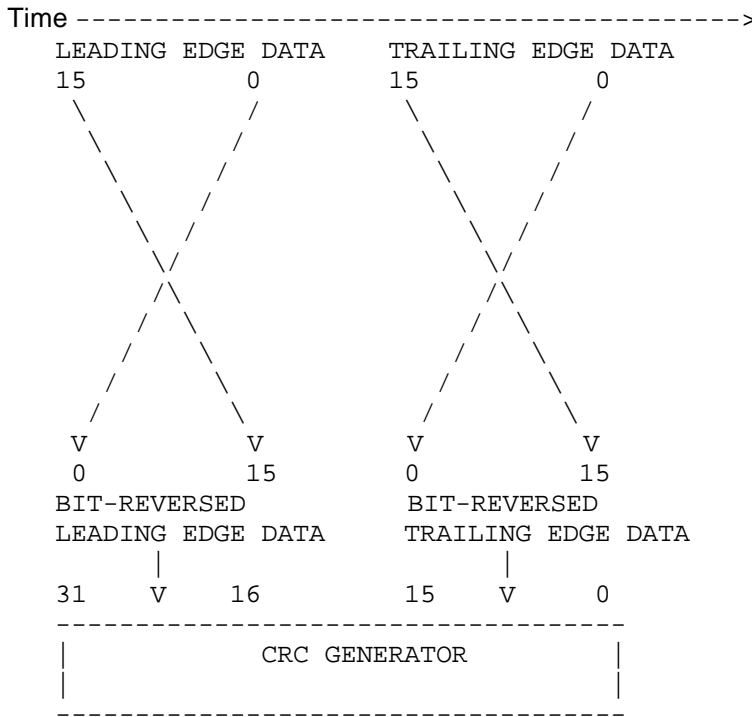 Time ------------------------------------------>
LEADING EDGE DATA TRAILING EDGE DATA
15 0 15 0
V V V V
0 15 0 15
BIT-REVERSED BIT-REVERSED
LEADING EDGE DATA TRAILING EDGE DATA
31 V 16 15 V 0
CRC GENERATOR